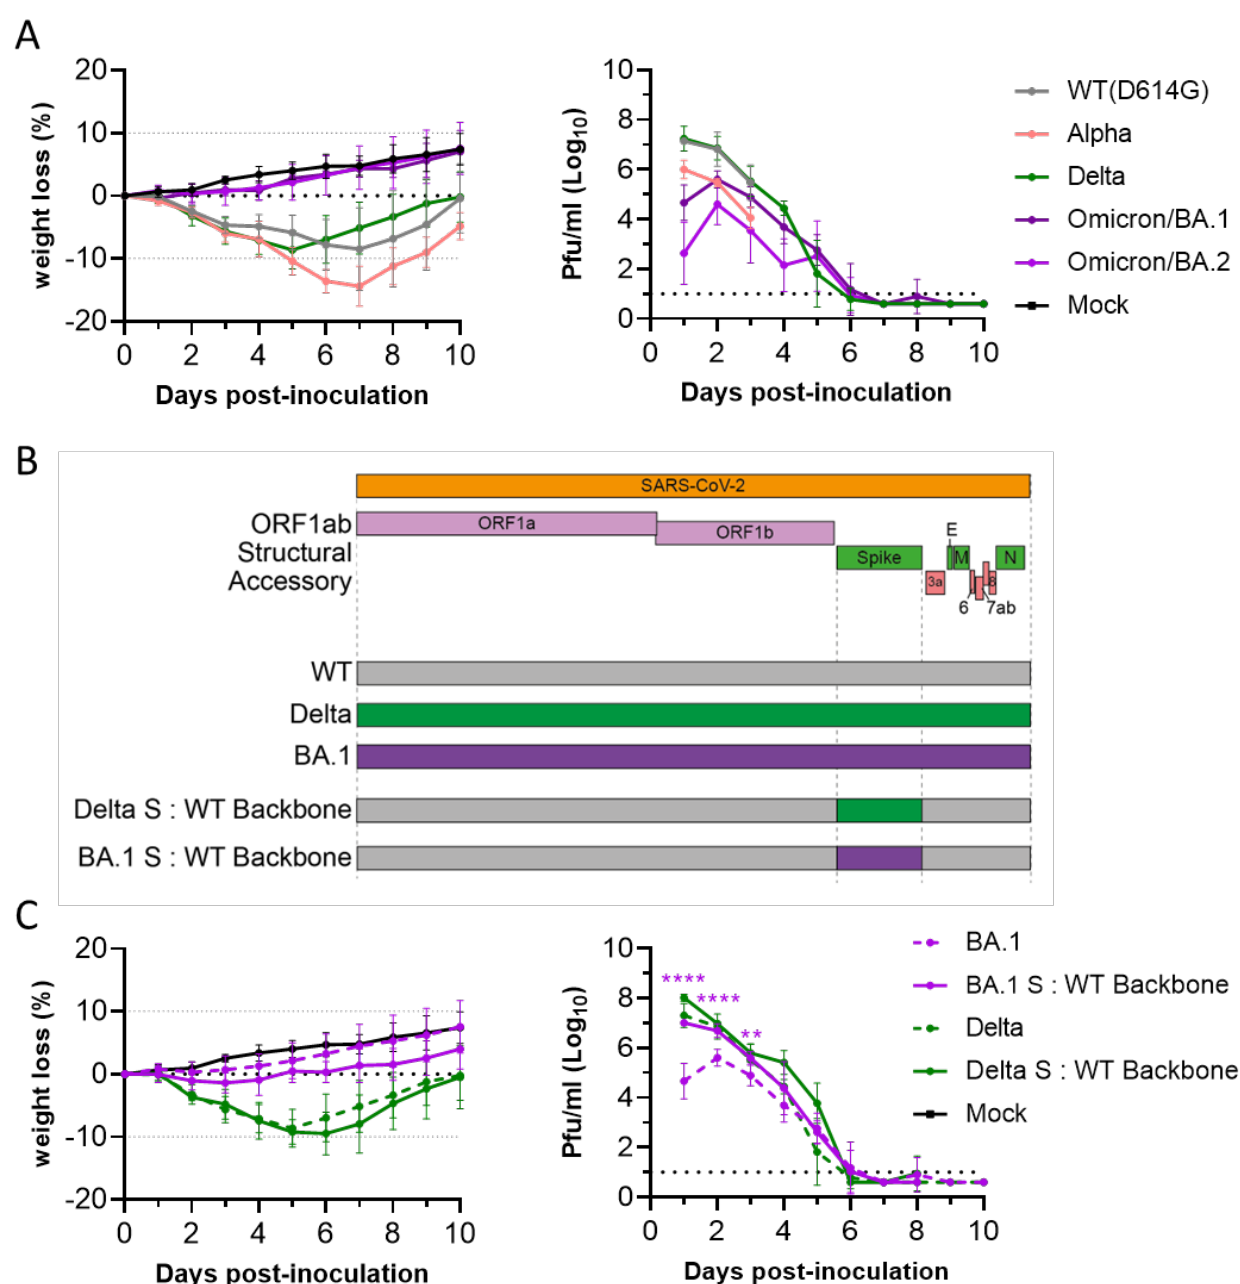 A
weight loss (%)
20
10
0
-10
-20
0 2 4 6 8 10
Days post-inoculation
Pfu/ml (Log10)
10
8
6
4
2
0
0 2 4 6 8 10
Days post-inoculation
WT(D614G)
Alpha
Delta
Omicron/BA.1
Omicron/BA.2
Mock
B
SARS-CoV-2
ORF1ab
Structural
Accessory
ORF1a
ORF1b
Spike
3a
E
M
6
7ab
8
N
WT
Delta
BA.1
Delta S : WT Backbone
BA.1 S : WT Backbone
C
weight loss (%)
20
10
0
-10
-20
0 2 4 6 8 10
Days post-inoculation
Pfu/ml (Log10)
10
8
6
4
2
0
****
****
**
0 2 4 6 8 10
Days post-inoculation
BA.1
BA.1 S : WT Backbone
Delta
Delta S : WT Backbone
Mock